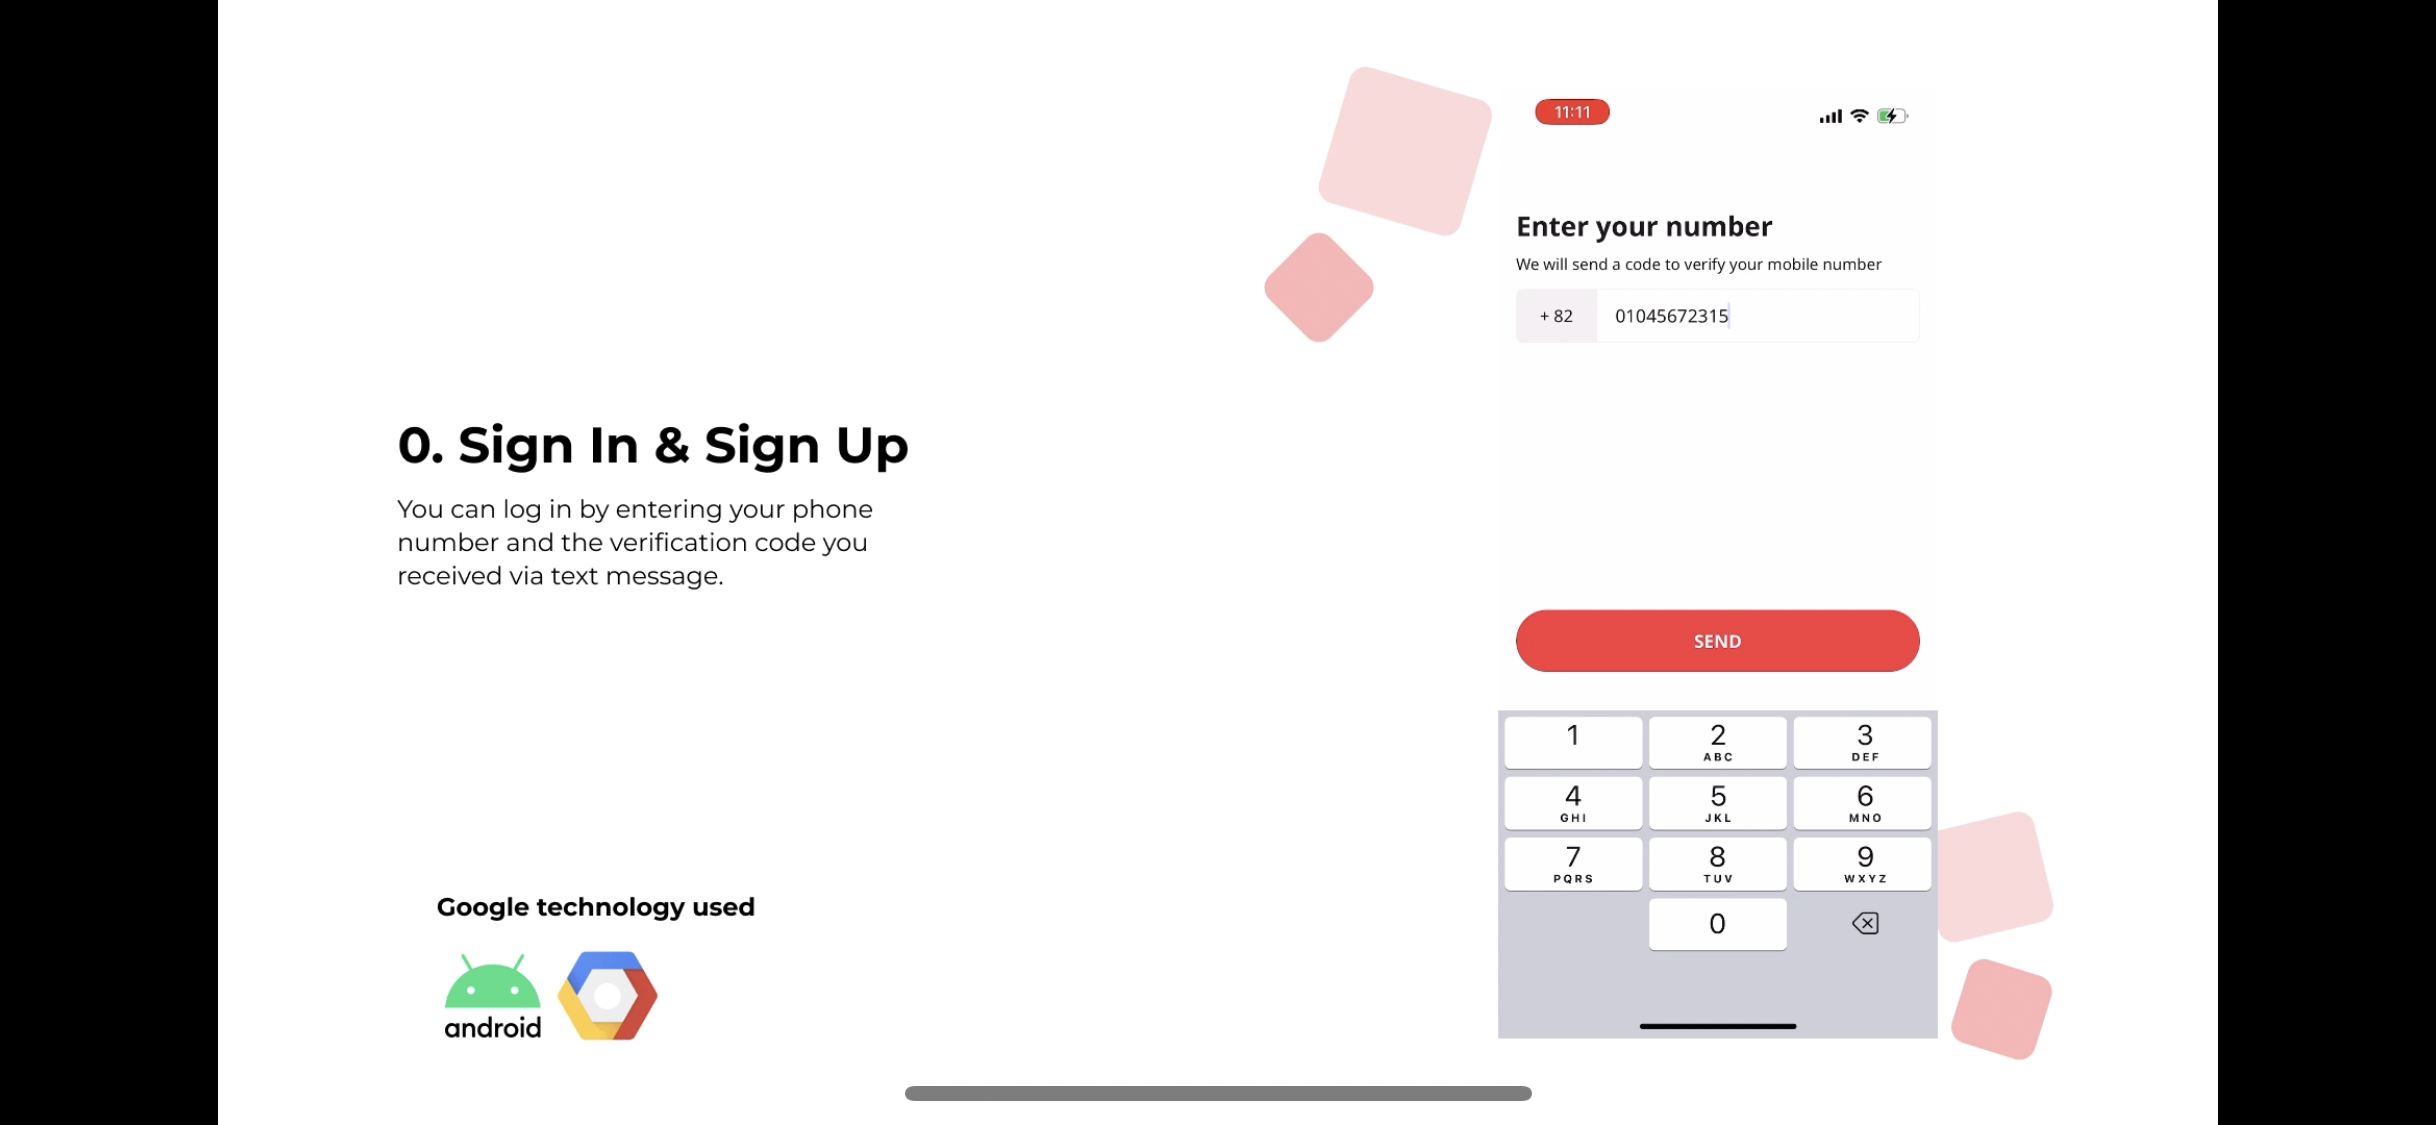 0. Sign In & Sign Up
You can log in by entering your phone
number and the verification code you
received via text message.
Google technology used
android
11:11
Enter your number
We will send a code to verify your mobile number
+ 82 01045672315
SEND
1 2 3
ABC DEF
4 5 6
GHI JKL MNO
7 8 9
PQRS TUV WXYZ
0